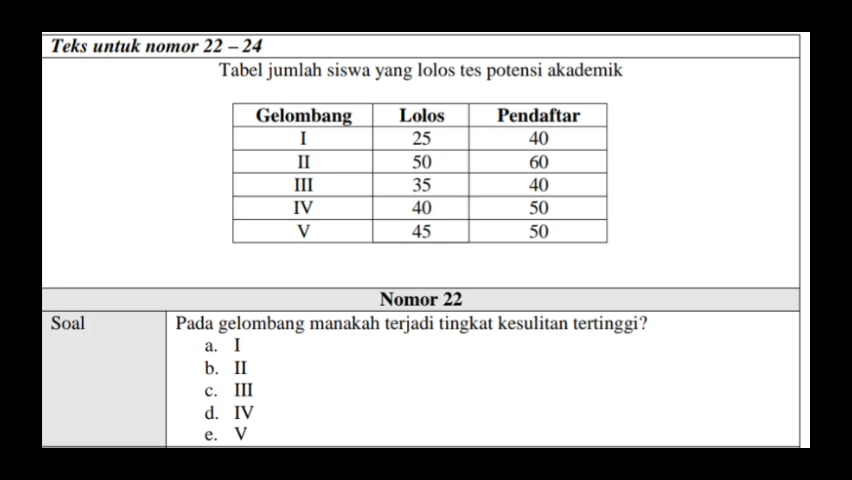 Teks untuk nomor 22 – 24
Tabel jumlah siswa yang lolos tes potensi akademik
Gelombang Lolos Pendaftar
I 25 40
II 50 60
III 35 40
IV 40 50
V 45 50
Nomor 22
Soal Pada gelombang manakah terjadi tingkat kesulitan tertinggi?
a. I
b. II
c. III
d. IV
e. V